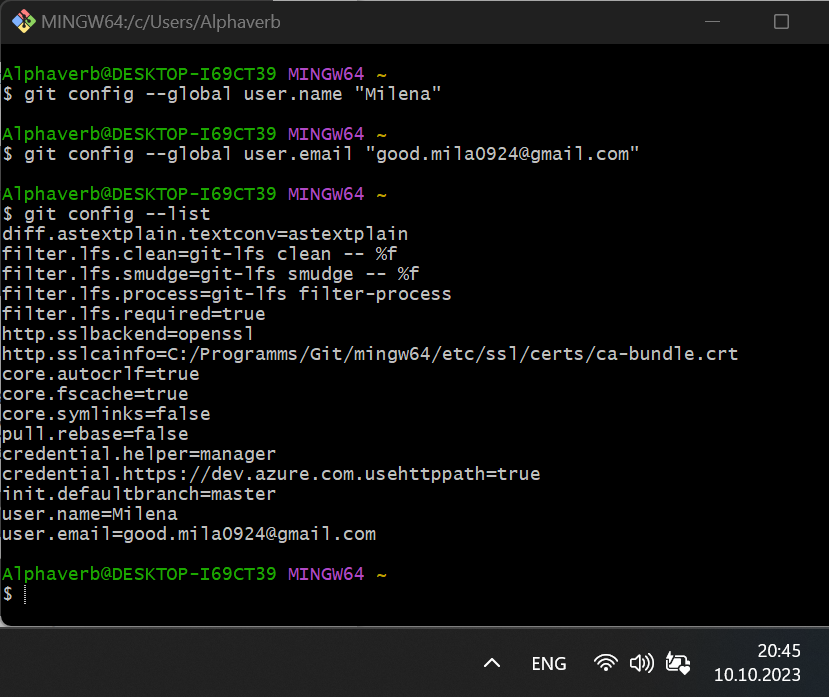 MINGW64:/c/Users/Alphaverb
Alphaverb@DESKTOP-I69CT39 MINGW64 ~
$ git config --global user.name "Milena"
Alphaverb@DESKTOP-I69CT39 MINGW64 ~
$ git config --global user.email "good.mila0924@gmail.com"
Alphaverb@DESKTOP-I69CT39 MINGW64 ~
$ git config --list
diff.astextplain.textconv=astextplain
filter.lfs.clean=git-lfs clean -- %f
filter.lfs.smudge=git-lfs smudge -- %f
filter.lfs.process=git-lfs filter-process
filter.lfs.required=true
http.sslbackend=openssl
http.sslcainfo=C:/Programms/Git/mingw64/etc/ssl/certs/ca-bundle.crt
core.autocrlf=true
core.fscache=true
core.symlinks=false
pull.rebase=false
credential.helper=manager
credential.https://dev.azure.com.usehttppath=true
init.defaultbranch=master
user.name=Milena
user.email=good.mila0924@gmail.com
Alphaverb@DESKTOP-I69CT39 MINGW64 ~
$
ENG
20:45
10.10.2023